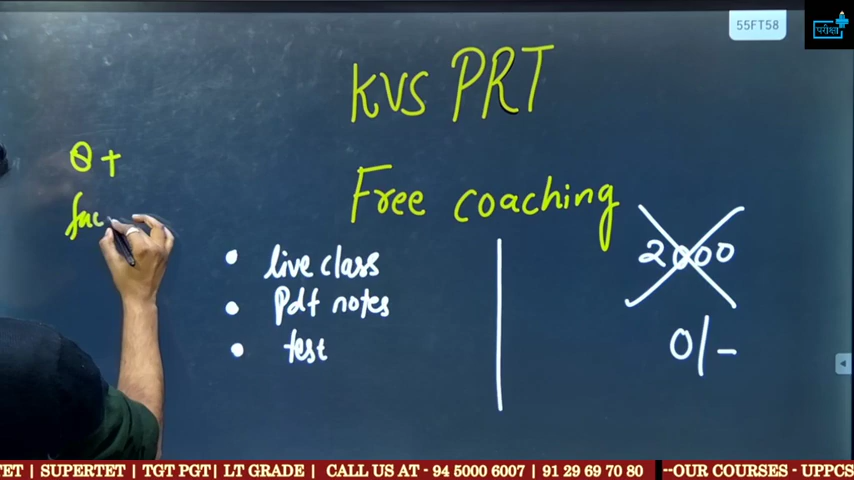 55FT58
परीक्षा
KVS PRT
θ +
Free coaching
2000
• live class
• Pdf notes
• test
0/-
TET | SUPERTET | TGT PGT| LT GRADE | CALL US AT - 94 5000 6007 | 91 29 69 70 80 --OUR COURSES - UPPCS